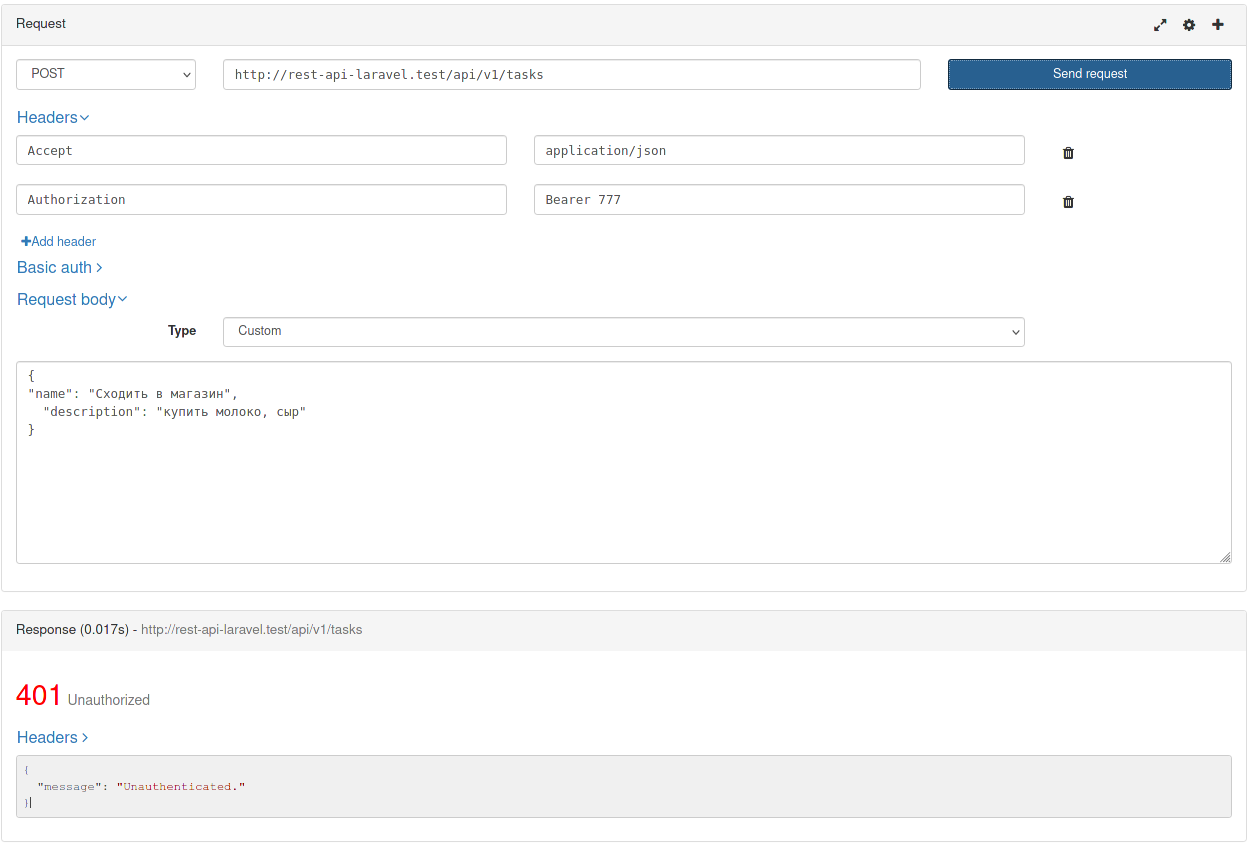 Request
POST http://rest-api-laravel.test/api/v1/tasks Send request
Headers
Accept application/json
Authorization Bearer 777
Add header
Basic auth
Request body
Type Custom
{
"name": "Сходить в магазин",
  "description": "купить молоко, сыр"
}
Response (0.017s) - http://rest-api-laravel.test/api/v1/tasks
401 Unauthorized
Headers
{
  "message": "Unauthenticated."
}